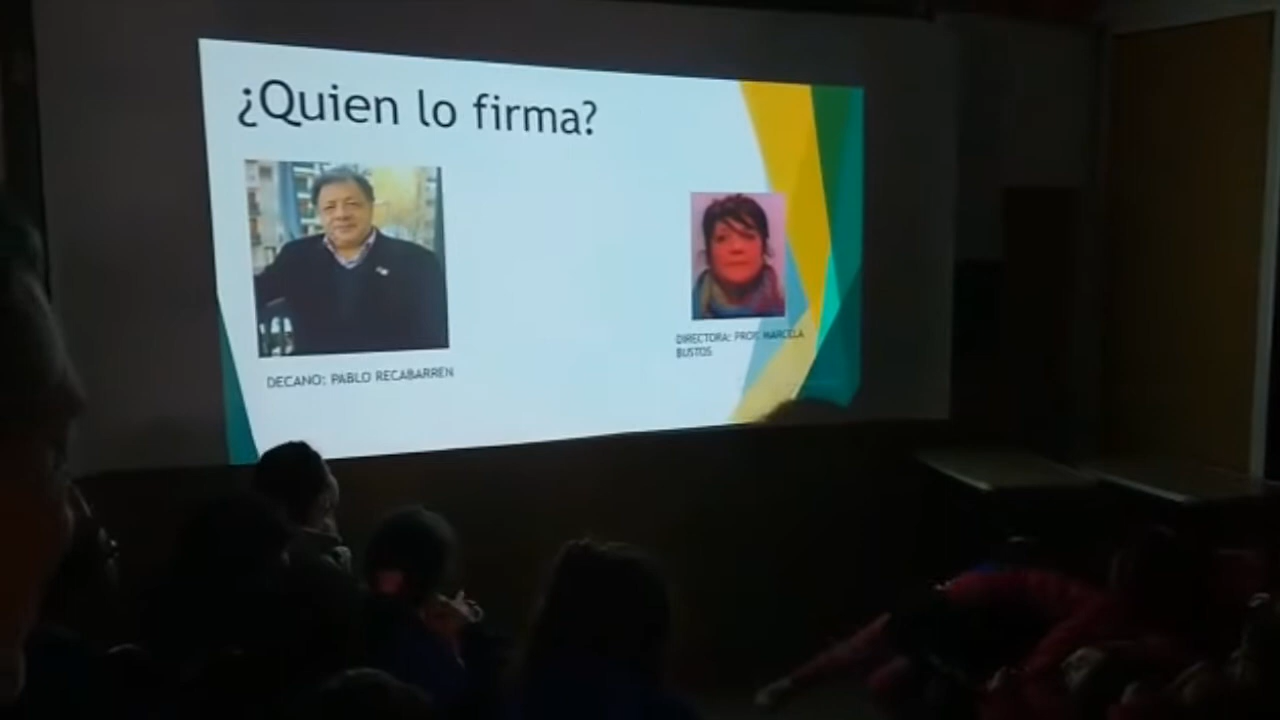 ¿Quien lo firma?
DECANO: PABLO RECABARREN
DIRECTORA: PROF. MARCELA
BUSTOS